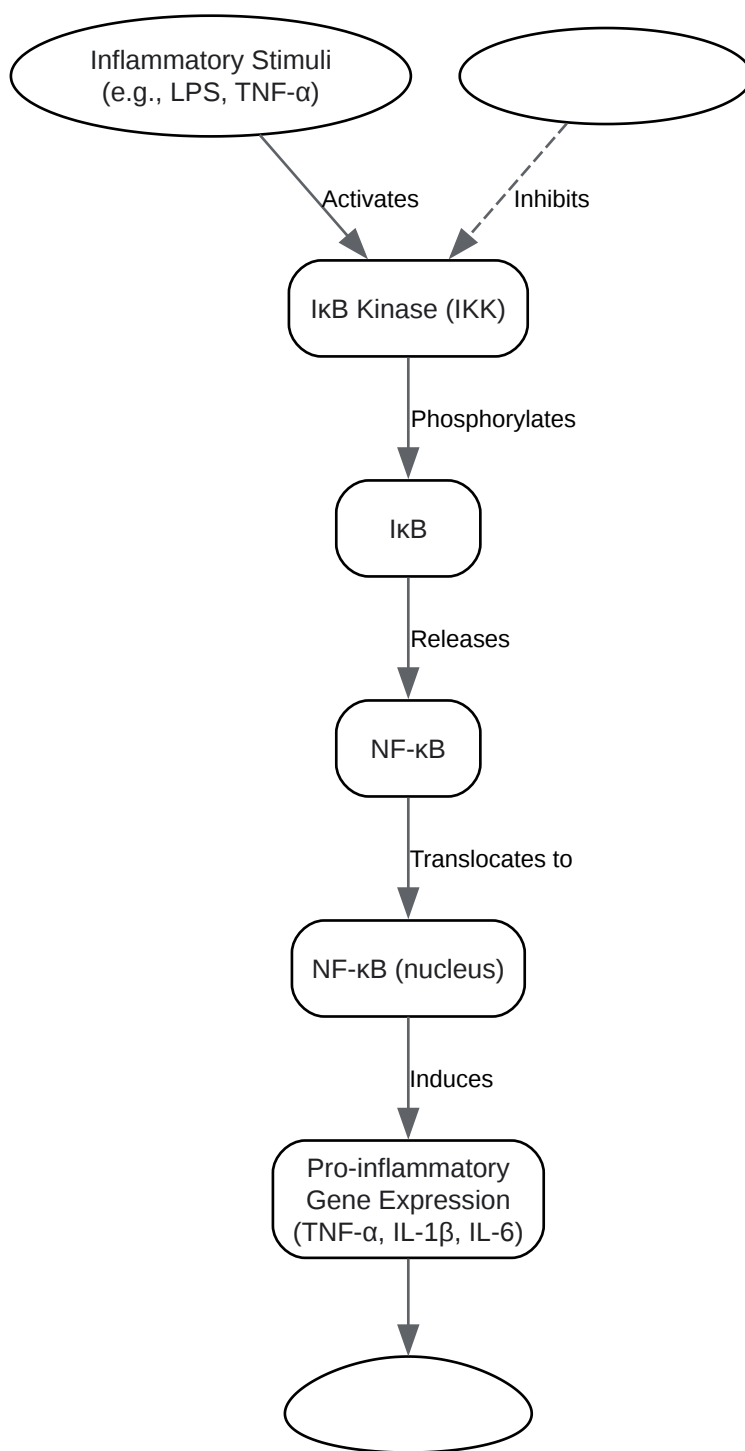 Inflammatory Stimuli
(e.g., LPS, TNF-α)
Activates
Inhibits
IκB Kinase (IKK)
Phosphorylates
IκB
Releases
NF-κB
Translocates to
NF-κB (nucleus)
Induces
Pro-inflammatory
Gene Expression
(TNF-α, IL-1β, IL-6)